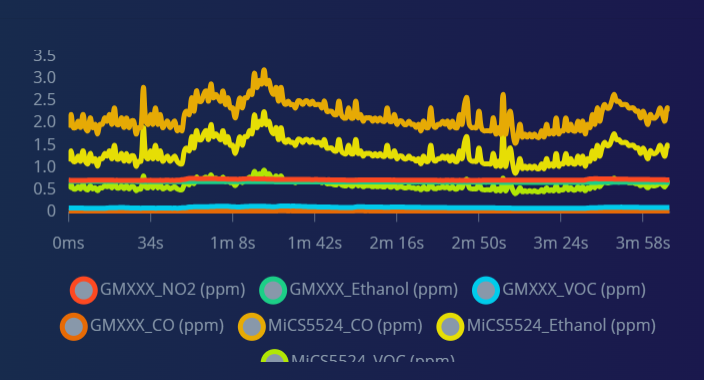 3.5
3.0
2.5
2.0
1.5
1.0
0.5
0
0ms 34s 1m 8s 1m 42s 2m 16s 2m 50s 3m 24s 3m 58s
GMXXX_NO2 (ppm) GMXXX_Ethanol (ppm) GMXXX_VOC (ppm)
GMXXX_CO (ppm) MiCS5524_CO (ppm) MiCS5524_Ethanol (ppm)
MiCS5524_VOC (ppm)